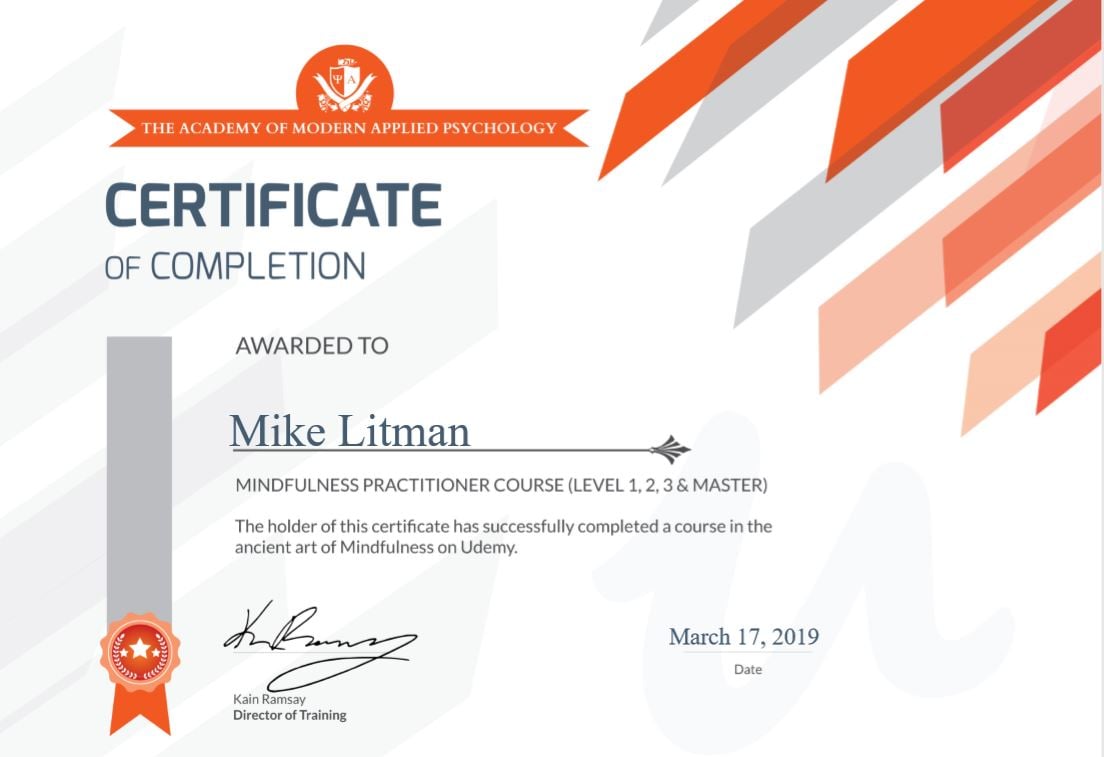 ΨA
THE ACADEMY OF MODERN APPLIED PSYCHOLOGY
CERTIFICATE
OF COMPLETION
AWARDED TO
Mike Litman
MINDFULNESS PRACTITIONER COURSE (LEVEL 1, 2, 3 & MASTER)
The holder of this certificate has successfully completed a course in the
ancient art of Mindfulness on Udemy.
Kain Ramsay
Director of Training
March 17, 2019
Date